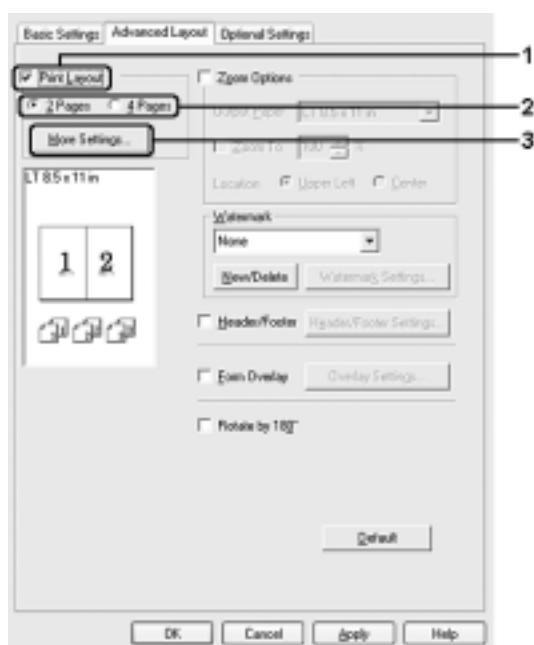 Basic Settings Advanced Layout Optional Settings
1
Print Layout
Zoom Options
2 Pages 4 Pages
2
Output Paper LT 8.5 x 11 in
More Settings...
3
Zoom To 100 %
LT 8.5 x 11 in
Location Upper Left Center
Watermark
None
1 2
New/Delete Watermark Settings...
Header/Footer Header/Footer Settings...
Form Overlay Overlay Settings...
Rotate by 180°
Default
OK Cancel Apply Help